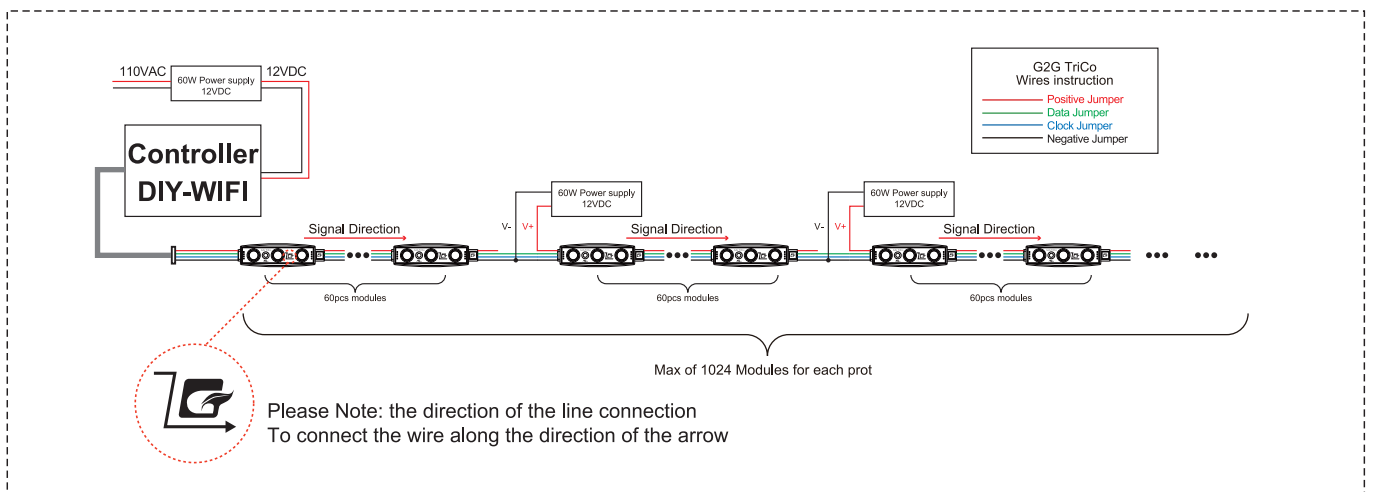 110VAC
60W Power supply
12VDC
12VDC
Controller
DIY-WIFI
G2G TriCo
Wires instruction
Positive Jumper
Data Jumper
Clock Jumper
Negative Jumper
60W Power supply
12VDC
60W Power supply
12VDC
Signal Direction
V-
V+
Signal Direction
V-
V+
Signal Direction
60pcs modules
60pcs modules
60pcs modules
Max of 1024 Modules for each prot
Please Note: the direction of the line connection
To connect the wire along the direction of the arrow